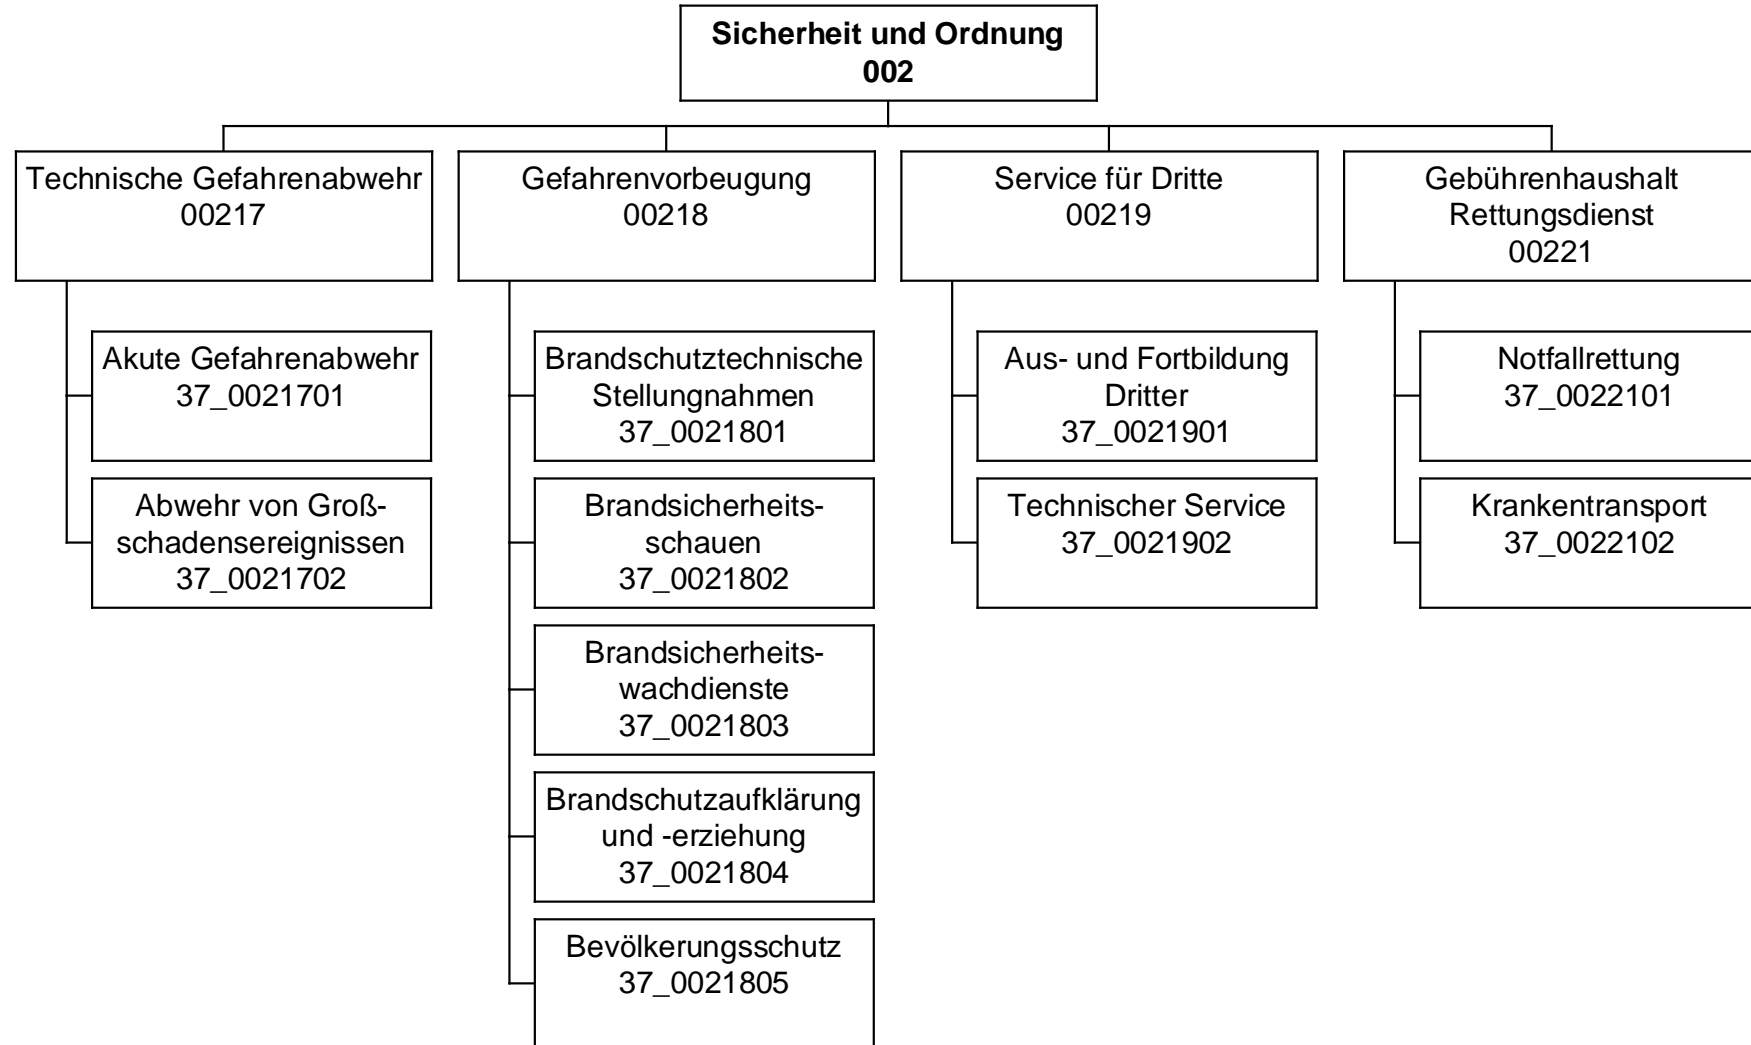 Sicherheit und Ordnung
002
Technische Gefahrenabwehr
00217
Gefahrenvorbeugung
00218
Service für Dritte
00219
Gebührenhaushalt
Rettungsdienst
00221
Akute Gefahrenabwehr
37_0021701
Abwehr von Groß-
schadensereignissen
37_0021702
Brandschutztechnische
Stellungnahmen
37_0021801
Brandsicherheits-
schauen
37_0021802
Brandsicherheits-
wachdienste
37_0021803
Brandschutzaufklärung
und -erziehung
37_0021804
Bevölkerungsschutz
37_0021805
Aus- und Fortbildung
Dritter
37_0021901
Technischer Service
37_0021902
Notfallrettung
37_0022101
Krankentransport
37_0022102